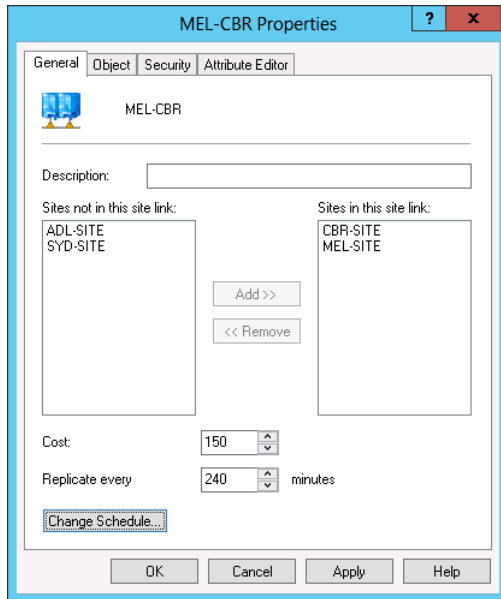 MEL-CBR Properties
? x
General Object Security Attribute Editor
MEL-CBR
Description:
Sites not in this site link: Sites in this site link:
ADL-SITE CBR-SITE
SYD-SITE MEL-SITE
Add >>
<< Remove
Cost: 150
Replicate every 240 minutes
Change Schedule...
OK Cancel Apply Help